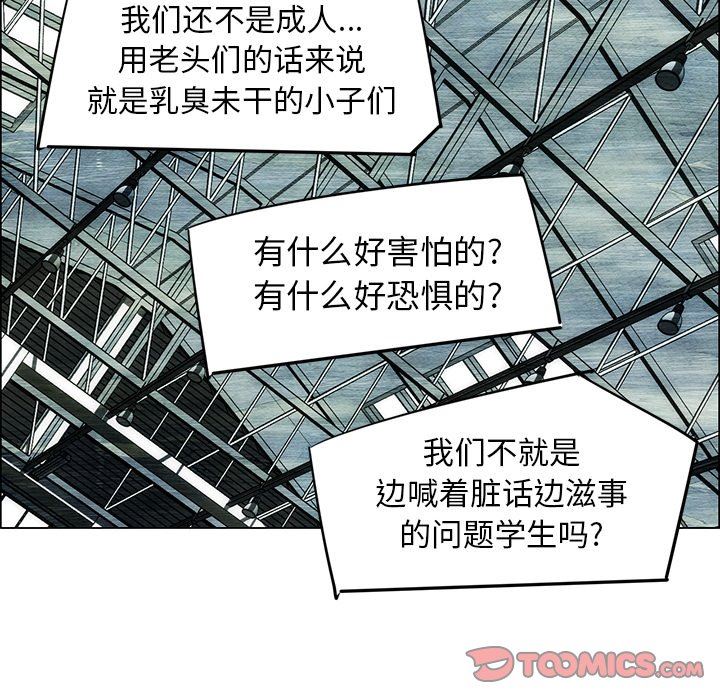 我们还不是成人...
用老头们的话来说
就是乳臭未干的小子们
有什么好害怕的?
有什么好恐惧的?
我们不就是
边喊着脏话边滋事
的问题学生吗?
TOOMICS.COM